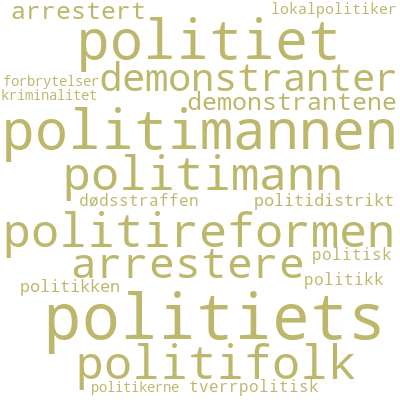 arrestert lokalpolitiker
politiet
forbrytelser demonstranter
kriminalitet demonstrantene
politimannen
politimann
dødsstraffen politidistrikt
politireformen
arrestere politisk
politikken politikk
politiets
politifolk
politikerne tverrpolitisk